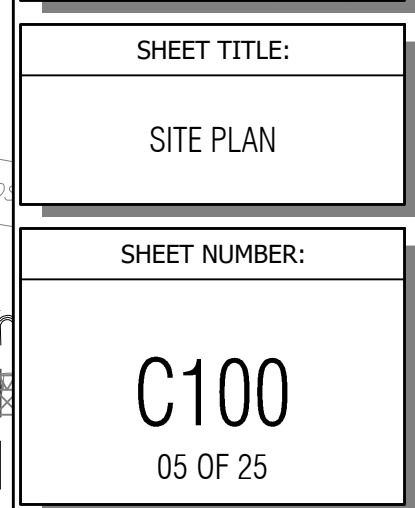 SHEET TITLE:
SITE PLAN
SHEET NUMBER:
C100
05 OF 25